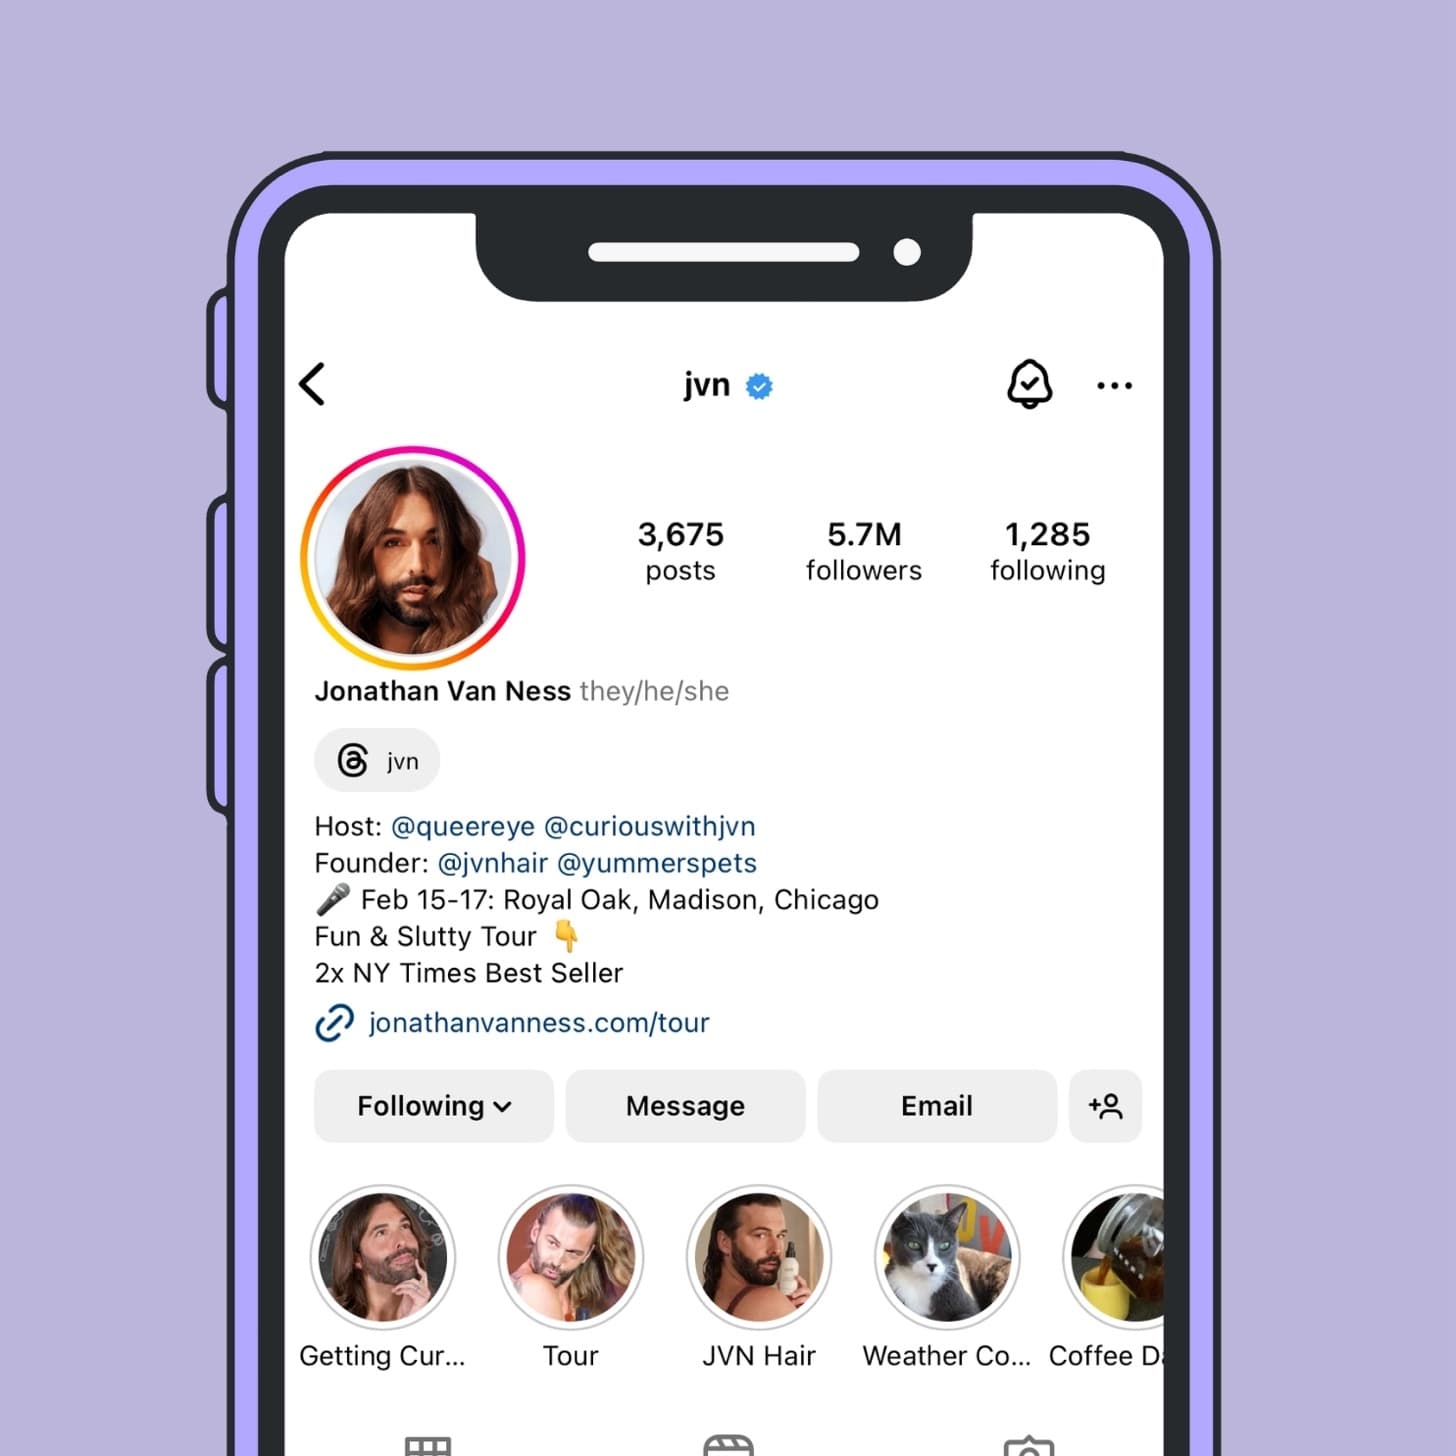 jvn
3,675 5.7M 1,285
posts followers following
Jonathan Van Ness they/he/she
jvn
Host: @queereye @curiouswithjvn
Founder: @jvnhair @yummerspets
🎤 Feb 15-17: Royal Oak, Madison, Chicago
Fun & Slutty Tour 👇
2x NY Times Best Seller
jonathanvanness.com/tour
Following Message Email
Getting Cur... Tour JVN Hair Weather Co... Coffee